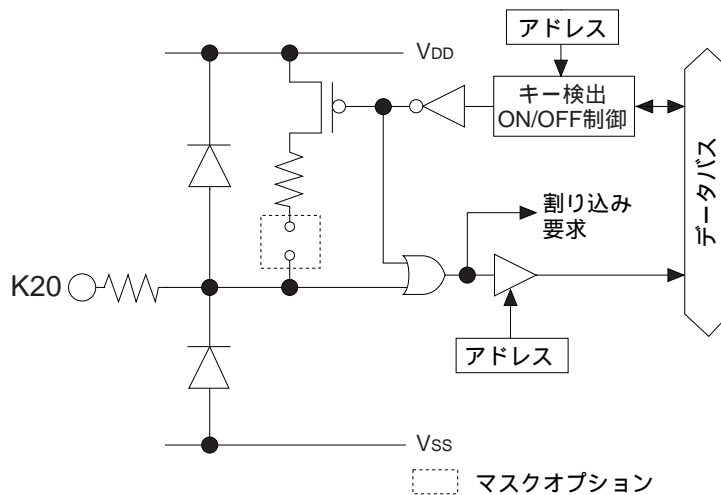 アドレス
VDD
キー検出
ON/OFF制御
データバス
割り込み
要求
K20
アドレス
VSS
マスクオプション